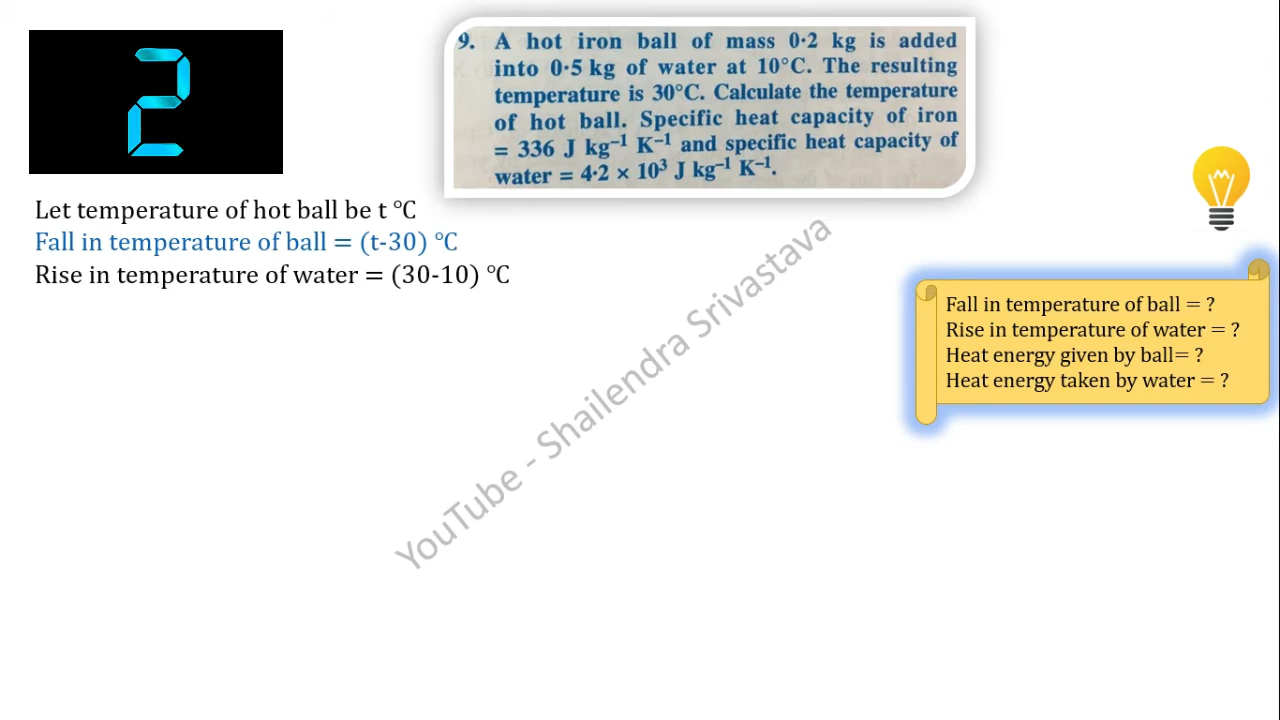 2
9. A hot iron ball of mass 0·2 kg is added
into 0·5 kg of water at 10°C. The resulting
temperature is 30°C. Calculate the temperature
of hot ball. Specific heat capacity of iron
= 336 J kg⁻¹ K⁻¹ and specific heat capacity of
water = 4·2 × 10³ J kg⁻¹ K⁻¹.
Let temperature of hot ball be t °C
Fall in temperature of ball = (t-30) °C
Rise in temperature of water = (30-10) °C
Fall in temperature of ball = ?
Rise in temperature of water = ?
Heat energy given by ball= ?
Heat energy taken by water = ?
YouTube - Shailendra Srivastava